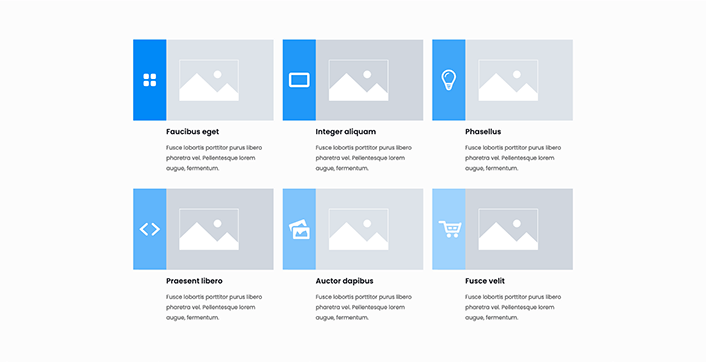 Faucibus eget
Fusce lobortis porttitor purus libero
pharetra vel. Pellentesque lorem
augue, fermentum.
Integer aliquam
Fusce lobortis porttitor purus libero
pharetra vel. Pellentesque lorem
augue, fermentum.
Phasellus
Fusce lobortis porttitor purus libero
pharetra vel. Pellentesque lorem
augue, fermentum.
Praesent libero
Fusce lobortis porttitor purus libero
pharetra vel. Pellentesque lorem
augue, fermentum.
Auctor dapibus
Fusce lobortis porttitor purus libero
pharetra vel. Pellentesque lorem
augue, fermentum.
Fusce velit
Fusce lobortis porttitor purus libero
pharetra vel. Pellentesque lorem
augue, fermentum.